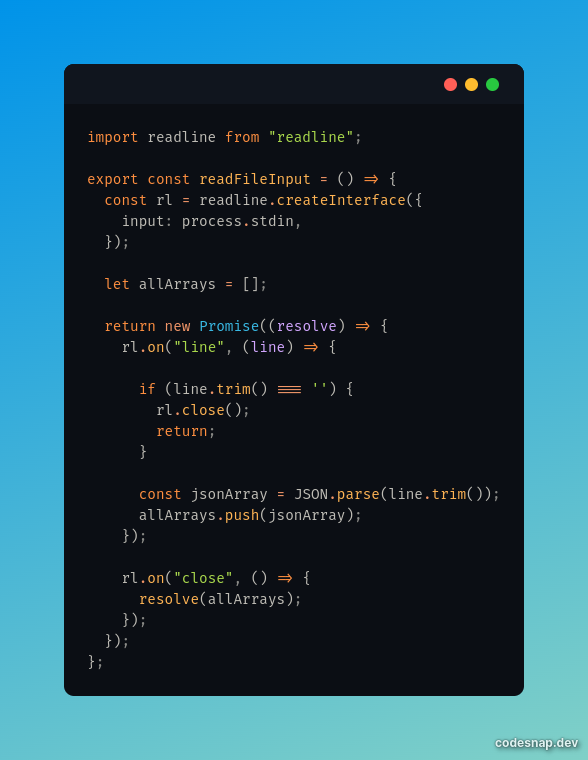 import readline from "readline";

export const readFileInput = () => {
  const rl = readline.createInterface({
    input: process.stdin,
  });

  let allArrays = [];

  return new Promise((resolve) => {
    rl.on("line", (line) => {

      if (line.trim() === '') {
        rl.close();
        return;
      }

      const jsonArray = JSON.parse(line.trim());
      allArrays.push(jsonArray);
    });

    rl.on("close", () => {
      resolve(allArrays);
    });
  });
};
codesnap.dev